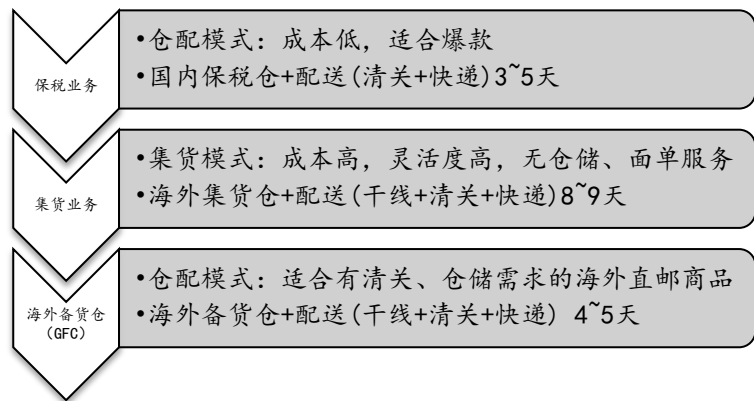 保税业务
•仓配模式：成本低，适合爆款
•国内保税仓+配送(清关+快递)3~5天
集货业务
•集货模式：成本高，灵活度高，无仓储、面单服务
•海外集货仓+配送(干线+清关+快递)8~9天
海外备货仓
（GFC）
•仓配模式：适合有清关、仓储需求的海外直邮商品
•海外备货仓+配送(干线+清关+快递) 4~5天